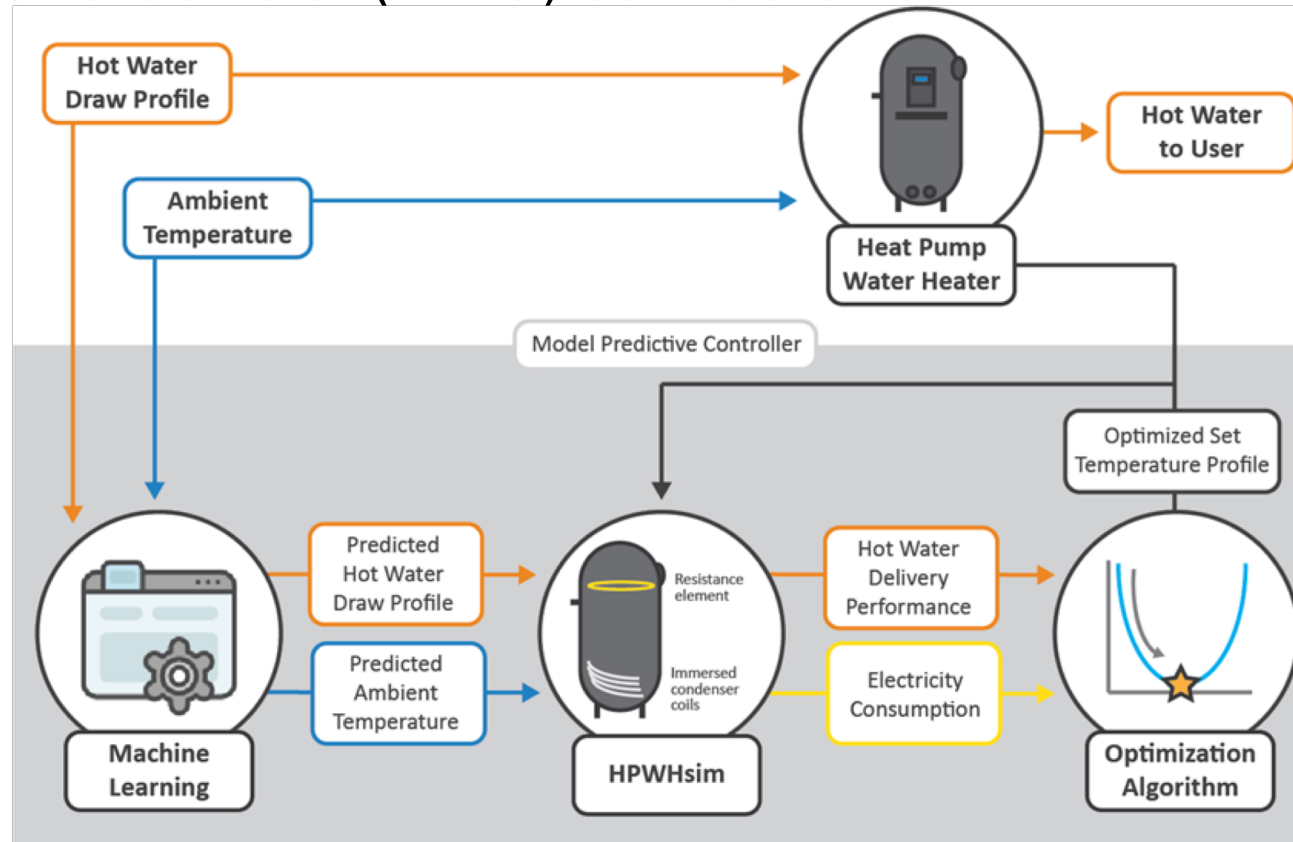 Hot Water
Draw Profile
Hot Water
to User
Ambient
Temperature
Heat Pump
Water Heater
Model Predictive Controller
Optimized Set
Temperature Profile
Predicted
Hot Water
Draw Profile
Resistance
element
Hot Water
Delivery
Performance
Predicted
Ambient
Temperature
Immersed
condenser
coils
Electricity
Consumption
Machine
Learning
HPWHsim
Optimization
Algorithm